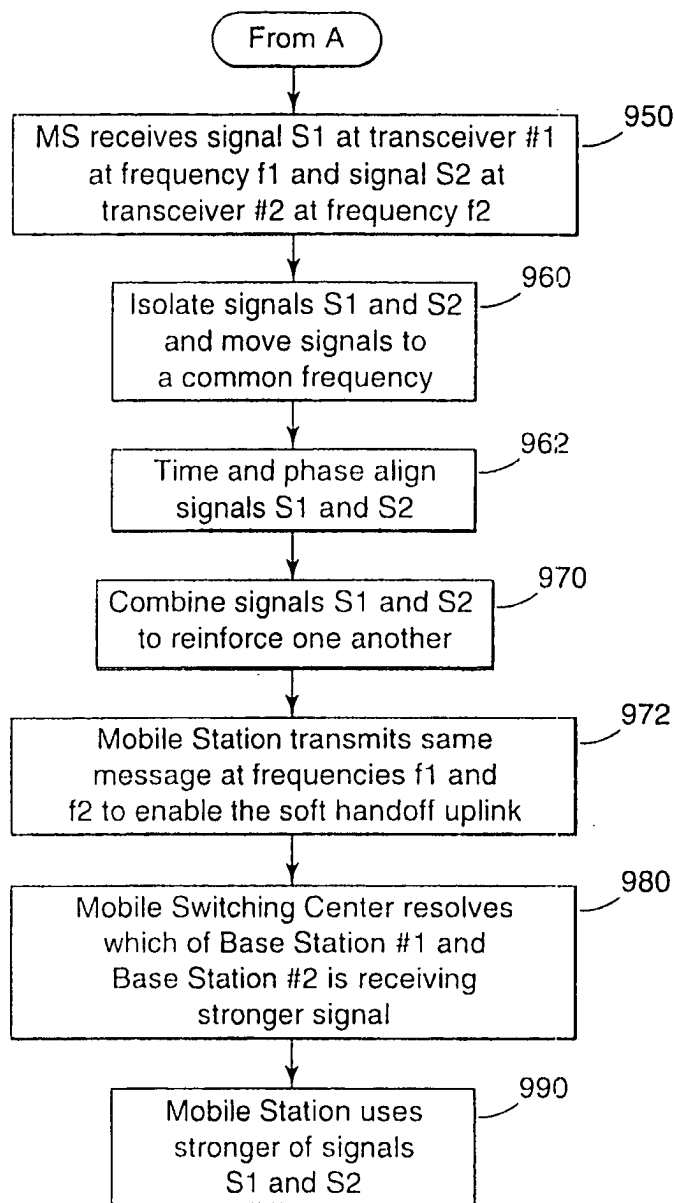 From A
950
MS receives signal S1 at transceiver #1
at frequency f1 and signal S2 at
transceiver #2 at frequency f2
960
Isolate signals S1 and S2
and move signals to
a common frequency
962
Time and phase align
signals S1 and S2
970
Combine signals S1 and S2
to reinforce one another
972
Mobile Station transmits same
message at frequencies f1 and
f2 to enable the soft handoff uplink
980
Mobile Switching Center resolves
which of Base Station #1 and
Base Station #2 is receiving
stronger signal
990
Mobile Station uses
stronger of signals
S1 and S2